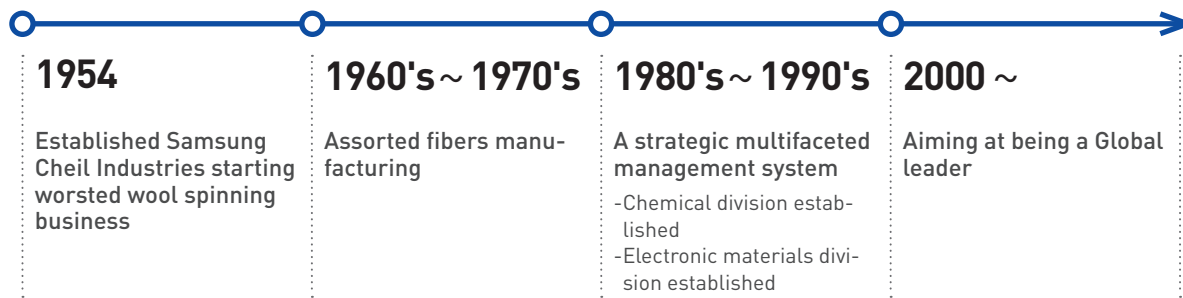 1954
Established Samsung
Cheil Industries starting
worsted wool spinning
business
1960's ~ 1970's
Assorted fibers manu-
facturing
1980's ~ 1990's
A strategic multifaceted
management system
-Chemical division estab-
lished
-Electronic materials divi-
sion established
2000 ~
Aiming at being a Global
leader